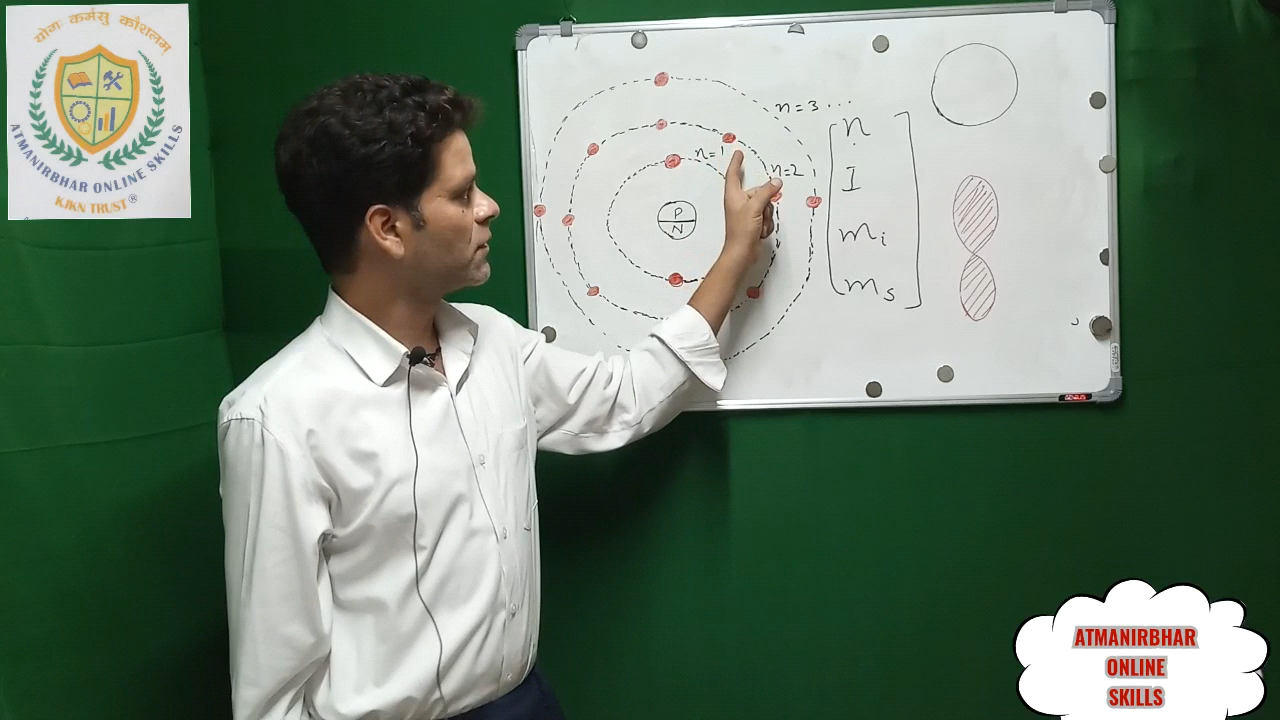 योगः कर्मसु कौशलम्
ATMANIRBHAR ONLINE SKILLS
KJKN TRUST®
n=3 ...
n=1
n=2
P
N
n
I
mi
ms
ATMANIRBHAR
ONLINE
SKILLS